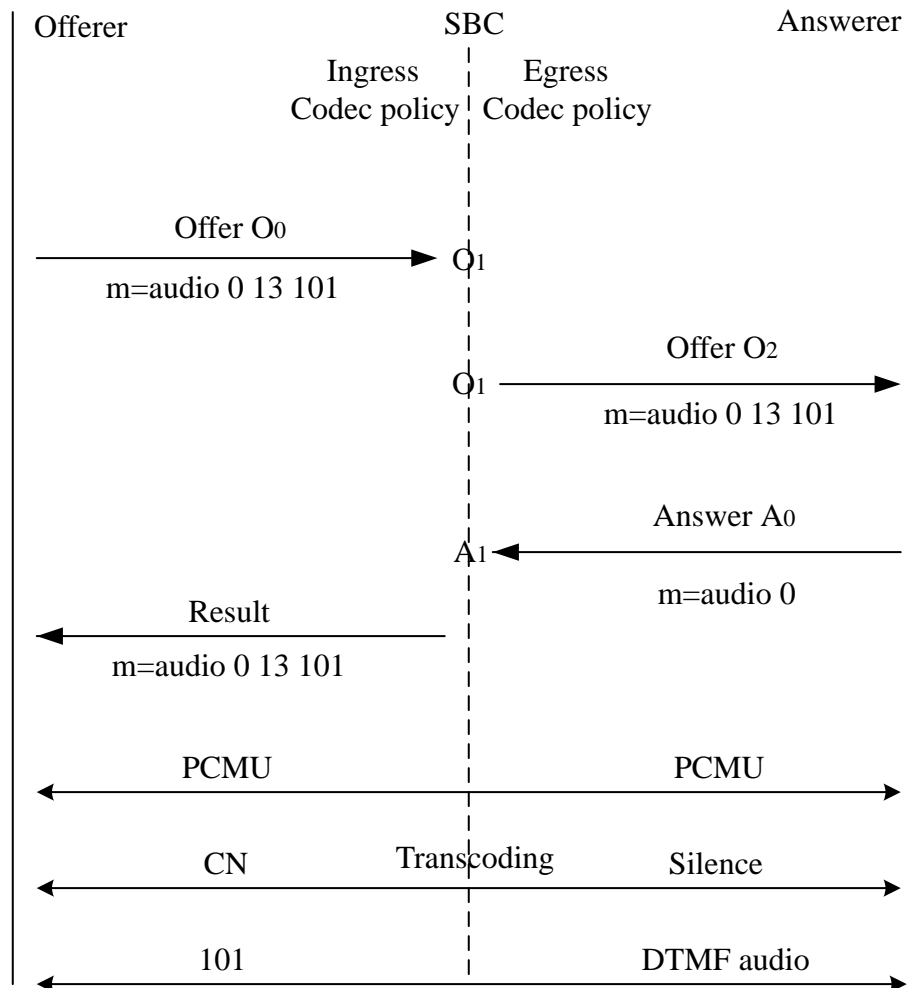 Offerer SBC Answerer
Ingress Egress
Codec policy Codec policy
Offer O0
O1
m=audio 0 13 101
Offer O2
O1
m=audio 0 13 101
Answer A0
A1
m=audio 0
Result
m=audio 0 13 101
PCMU PCMU
CN Transcoding Silence
101 DTMF audio